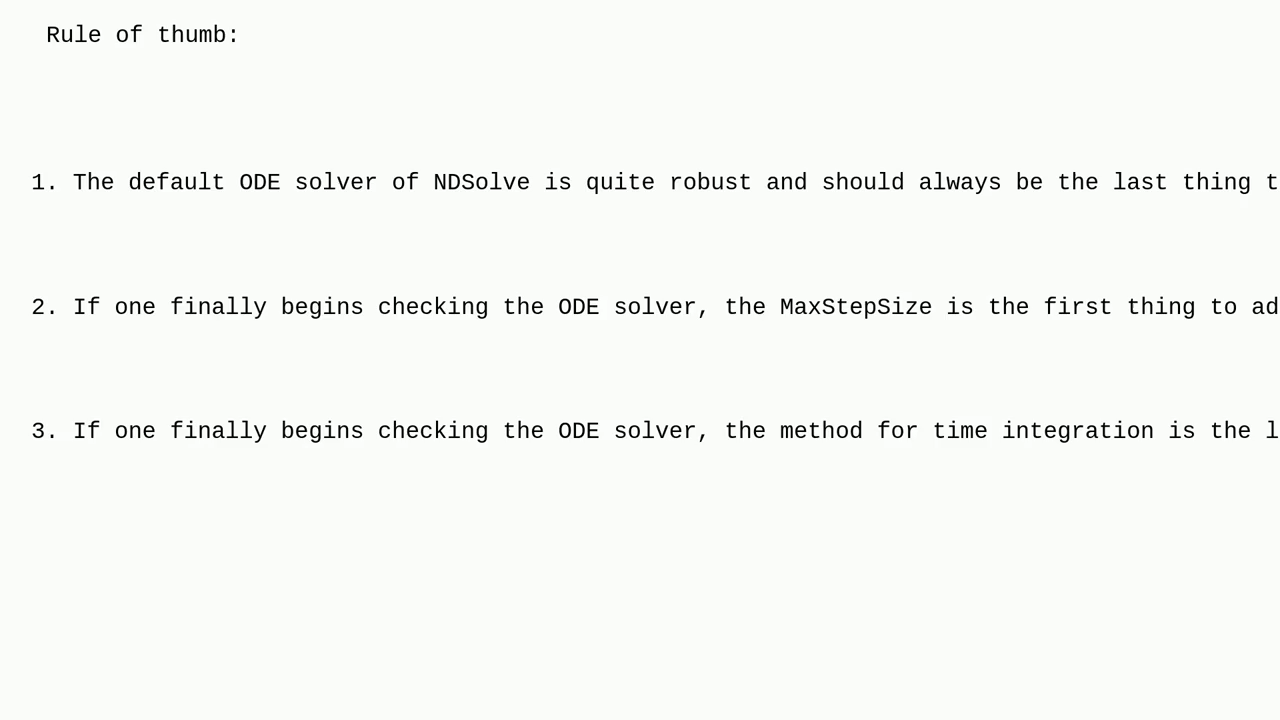 Rule of thumb:
1. The default ODE solver of NDSolve is quite robust and should always be the last thing
2. If one finally begins checking the ODE solver, the MaxStepSize is the first thing to
3. If one finally begins checking the ODE solver, the method for time integration is the